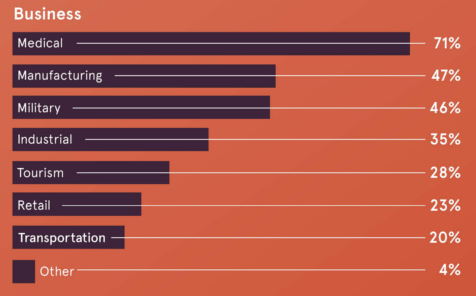 Business
Medical 71%
Manufacturing 47%
Military 46%
Industrial 35%
Tourism 28%
Retail 23%
Transportation 20%
Other 4%